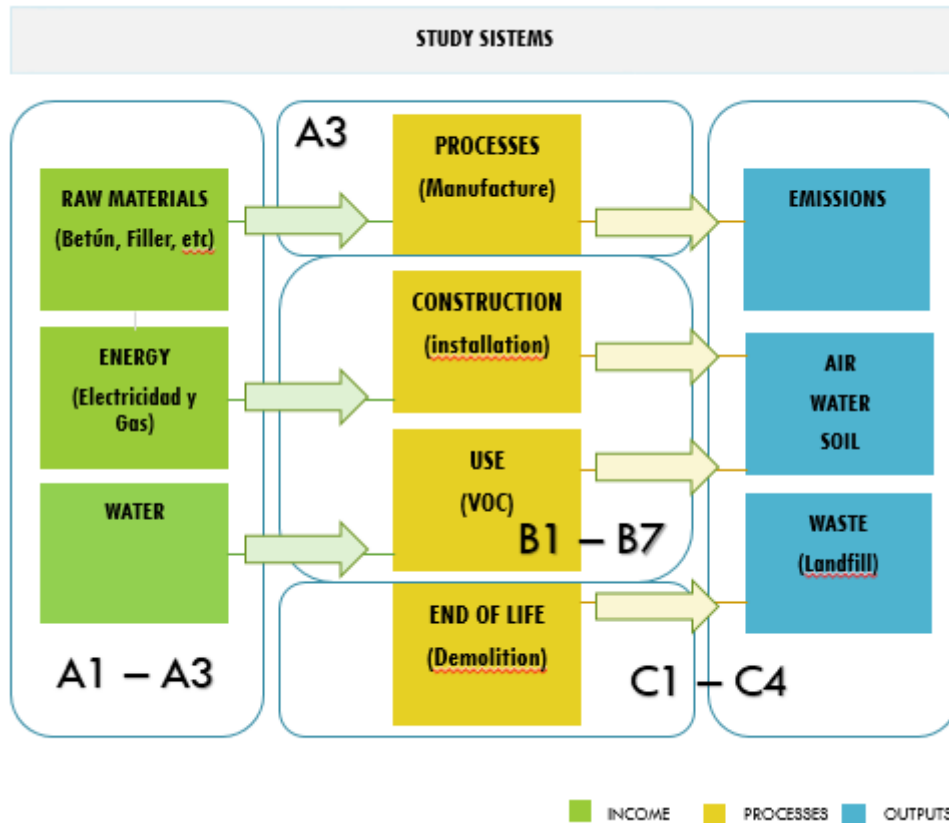 STUDY SISTEMS
A3
PROCESSES
(Manufacture)
RAW MATERIALS
(Betún, Filler, etc)
EMISSIONS
CONSTRUCTION
(installation)
ENERGY
(Electricidad y
Gas)
AIR
WATER
SOIL
USE
(VOC)
B1 – B7
WATER
WASTE
(Landfill)
END OF LIFE
(Demolition)
A1 – A3
C1 – C4
INCOME
PROCESSES
OUTPUTS